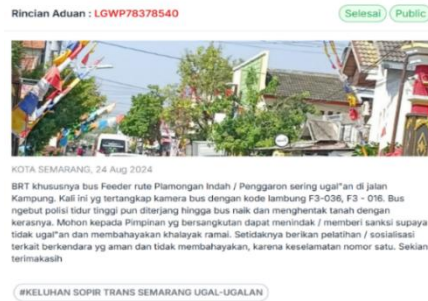 Rincian Aduan : LGWP78378540
Selesai
Public
KOTA SEMARANG, 24 Aug 2024
BRT khususnya bus Feeder rute Plamongan Indah / Penggaron sering ugal"an di jalan
Kampung. Kali ini yg tertangkap kamera bus dengan kode lambung F3-036, F3 - 016. Bus
ngebut polisi tidur tinggi pun diterjang hingga bus naik dan menghentak tanah dengan
kerasnya. Mohon kepada Pimpinan yg bersangkutan dapat menindak / memberi sanksi supaya
tidak ugal"an dan membahayakan khalayak ramai. Setidaknya berikan pelatihan / sosialisasi
terkait berkendara yg aman dan tidak membahayakan, karena keselamatan nomor satu. Sekian
terimakasih
#KELUHAN SOPIR TRANS SEMARANG UGAL-UGALAN